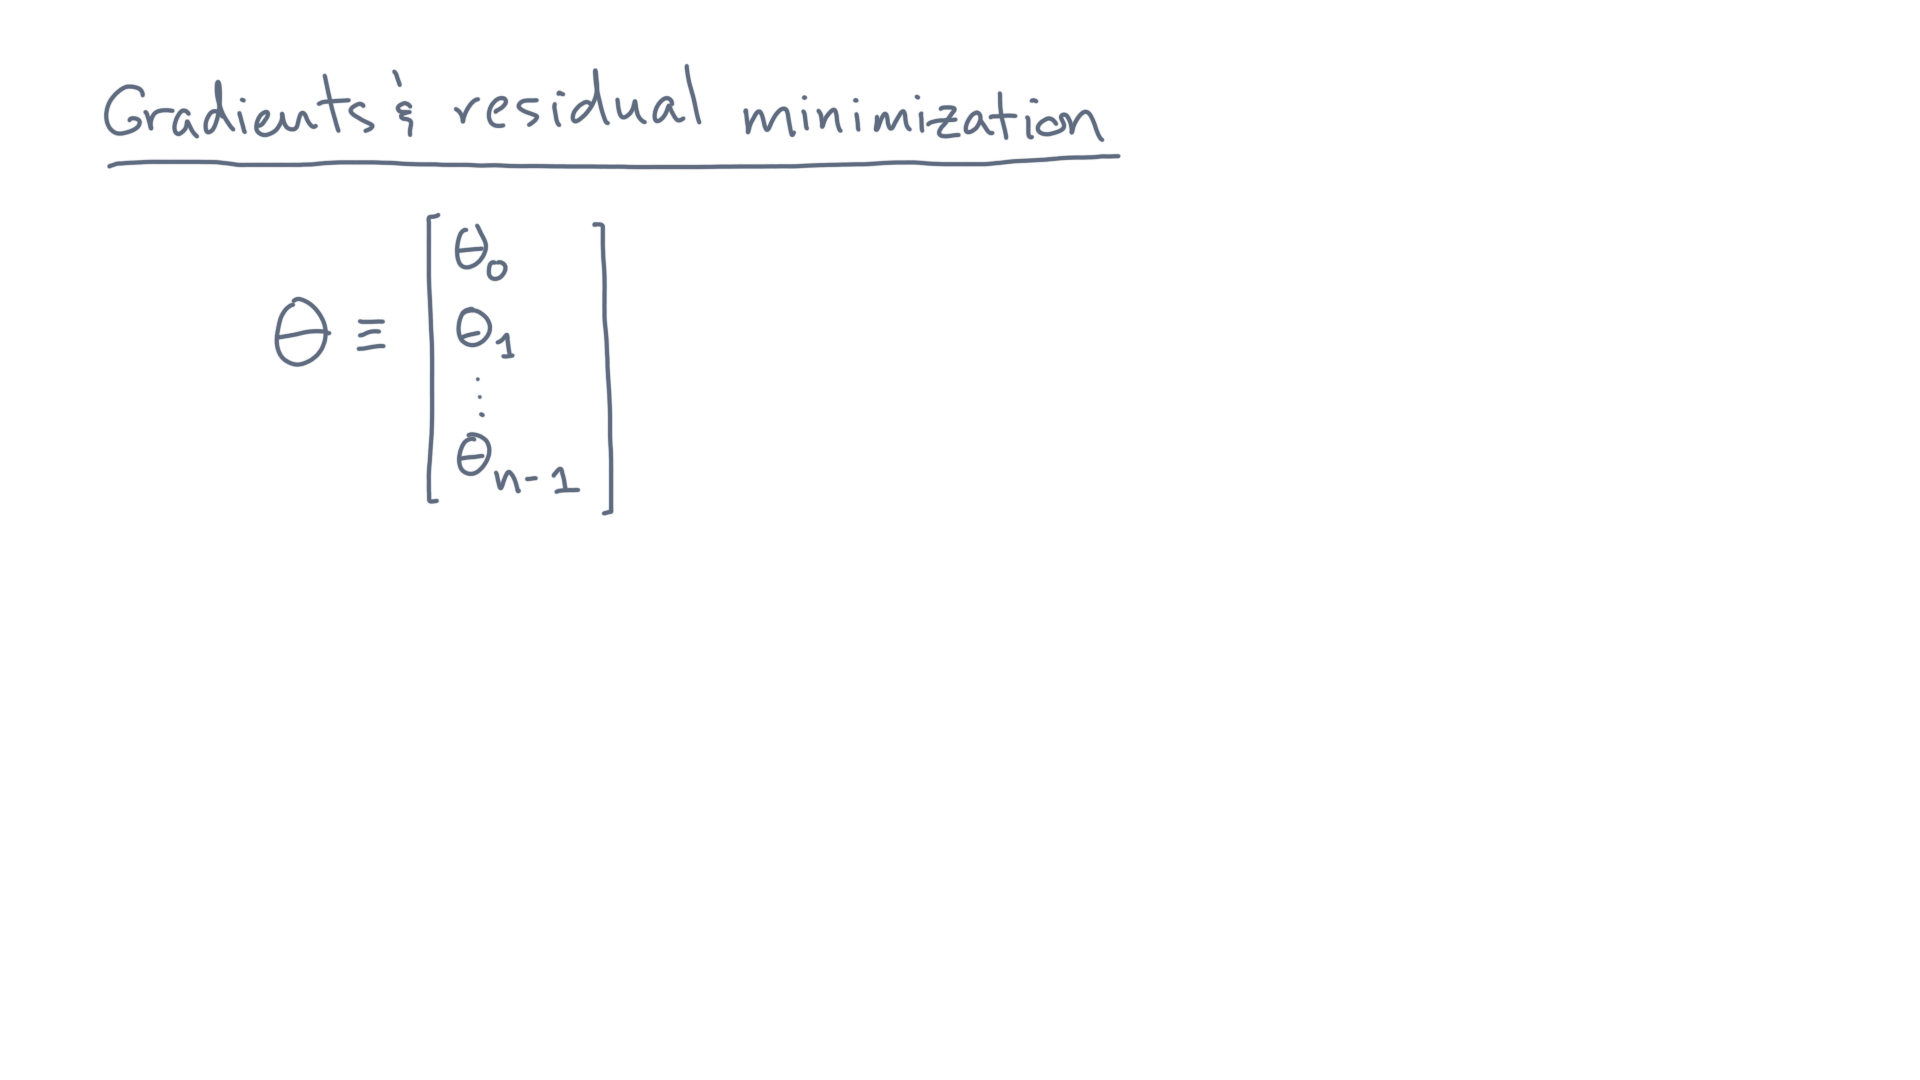 Gradients & residual minimization
θ ≡ [ θ₀
θ₁
⋮
θₙ₋₁ ]